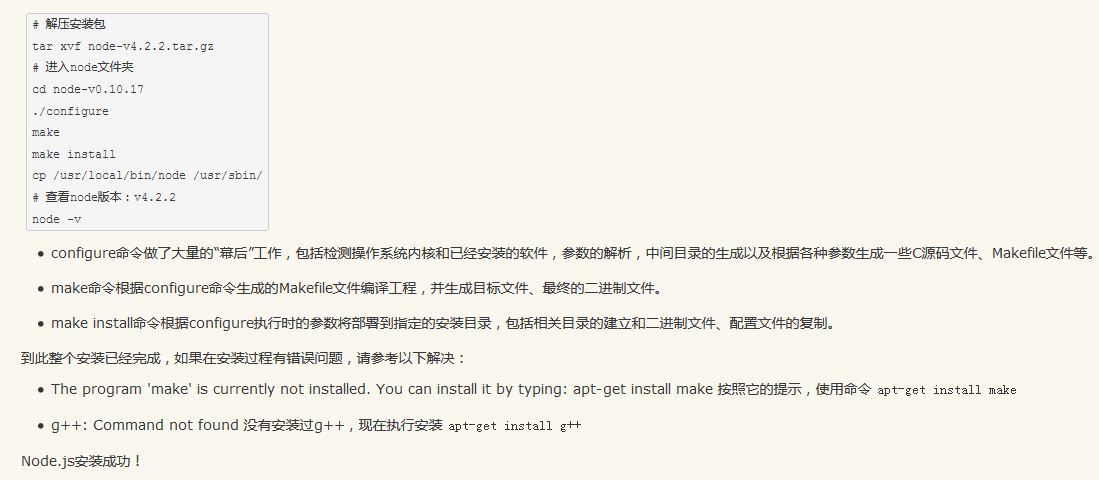 # 解压安装包
tar xvf node-v4.2.2.tar.gz
# 进入node文件夹
cd node-v0.10.17
./configure
make
make install
cp /usr/local/bin/node /usr/sbin/
# 查看node版本：v4.2.2
node -v
• configure命令做了大量的“幕后”工作，包括检测操作系统内核和已经安装的软件，参数的解析，中间目录的生成以及根据各种参数生成一些C源码文件、Makefile文件等。
• make命令根据configure命令生成的Makefile文件编译工程，并生成目标文件、最终的二进制文件。
• make install命令根据configure执行时的参数将部署到指定的安装目录，包括相关目录的建立和二进制文件、配置文件的复制。
到此整个安装已经完成，如果在安装过程有错误问题，请参考以下解决：
• The program 'make' is currently not installed. You can install it by typing: apt-get install make 按照它的提示，使用命令 apt-get install make
• g++: Command not found 没有安装过g++，现在执行安装 apt-get install g++
Node.js安装成功！